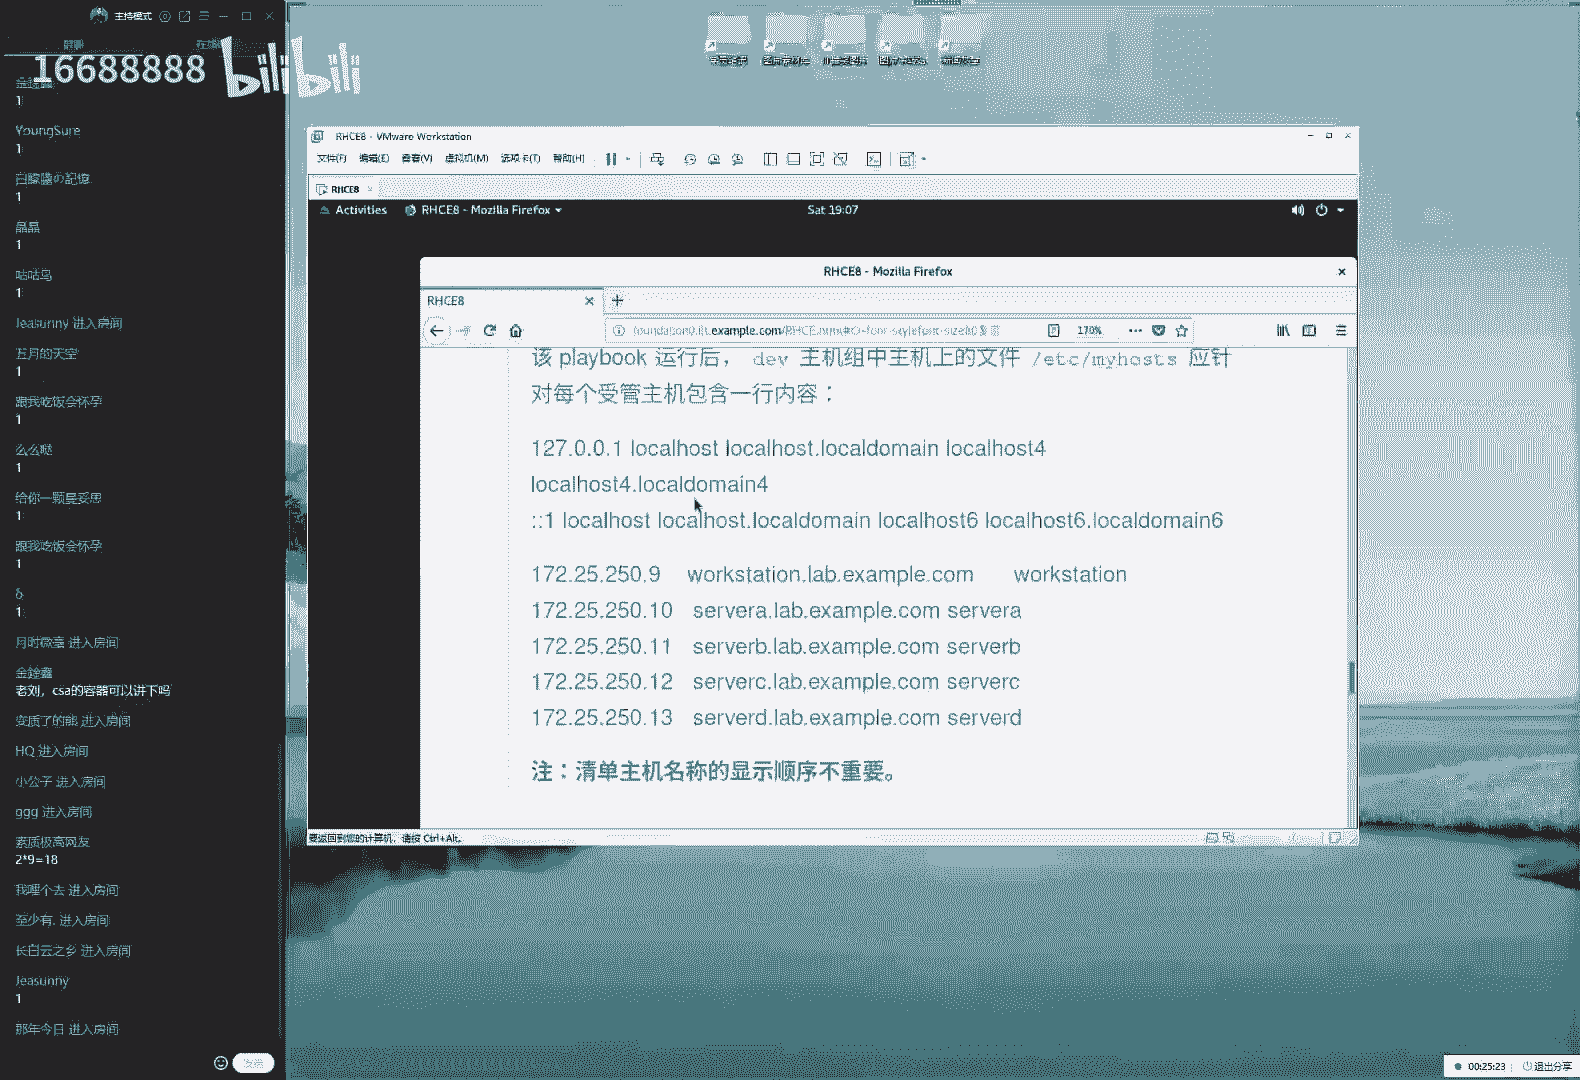 主持模式
16688888 bilibili
1
YoungSure
1
白朦朦の記憶
1
晶晶
1
咕咕鸟
1
Jeasunny 进入房间
五月的天空
1
跟我吃饭会怀孕
1
么么哒
1
给你一颗曼妥思
1
跟我吃饭会怀孕
1
δ
1
月时微熹 进入房间
老刘，csa的容器可以讲下吗
变质了的熊 进入房间
HQ 进入房间
小公子 进入房间
ggg 进入房间
素质极高网友
2*9=18
我哩个去 进入房间
至少有. 进入房间
长白云之乡 进入房间
Jeasunny
1
那年今日 进入房间
发送
RHCE8 - VMware Workstation
文件(F) 编辑(E) 查看(V) 虚拟机(M) 选项卡(T) 帮助(H)
RHCE8
Activities RHCE8 - Mozilla Firefox Sat 19:07
RHCE8 - Mozilla Firefox
RHCE8
170%
该 playbook 运行后， dev 主机组中主机上的文件 /etc/myhosts 应针
对每个受管主机包含一行内容：
127.0.0.1 localhost localhost.localdomain localhost4
localhost4.localdomain4
::1 localhost localhost.localdomain localhost6 localhost6.localdomain6
172.25.250.9 workstation.lab.example.com workstation
172.25.250.10 servera.lab.example.com servera
172.25.250.11 serverb.lab.example.com serverb
172.25.250.12 serverc.lab.example.com serverc
172.25.250.13 serverd.lab.example.com serverd
注：清单主机名称的显示顺序不重要。
要返回到您的计算机，请按 Ctrl+Alt。
00:25:23 退出分享